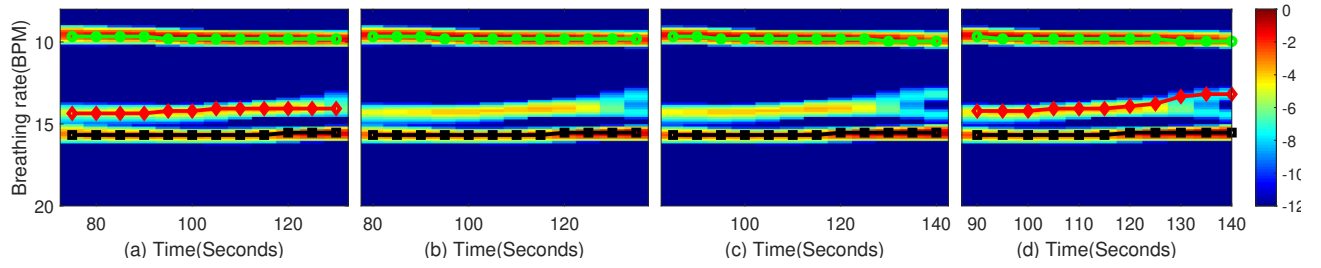 Breathing rate(BPM)
10
15
20
80 100 120
(a) Time(Seconds)
80 100 120
(b) Time(Seconds)
100 120 140
(c) Time(Seconds)
90 100 110 120 130 140
(d) Time(Seconds)
0
-2
-4
-6
-8
-10
-12